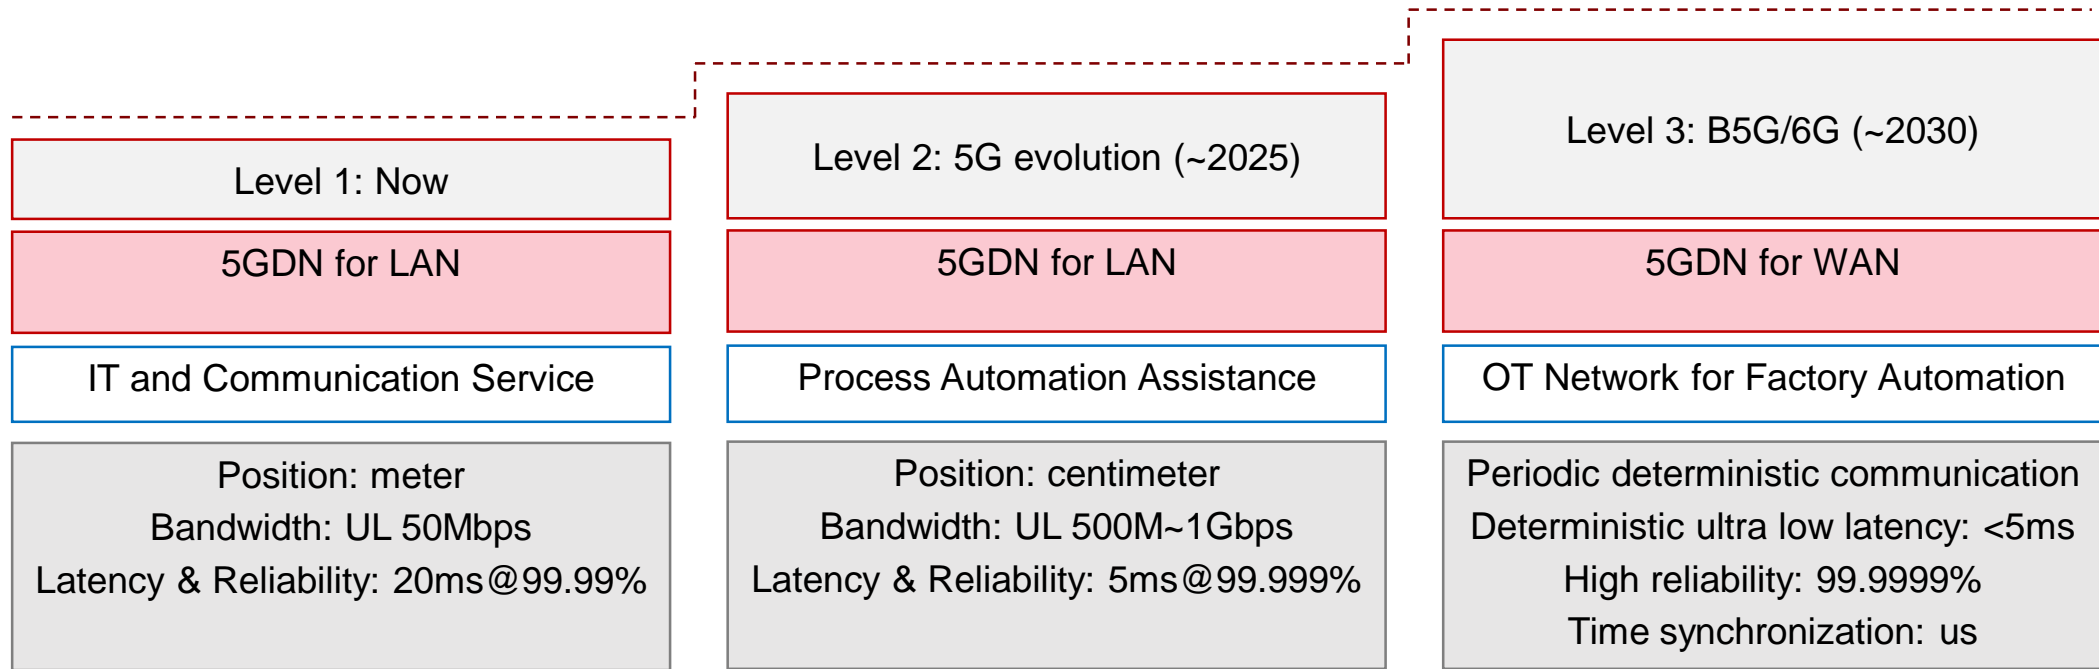 Level 1: Now
5GDN for LAN
IT and Communication Service
Position: meter
Bandwidth: UL 50Mbps
Latency & Reliability: 20ms@99.99%
Level 2: 5G evolution (~2025)
5GDN for LAN
Process Automation Assistance
Position: centimeter
Bandwidth: UL 500M~1Gbps
Latency & Reliability: 5ms@99.999%
Level 3: B5G/6G (~2030)
5GDN for WAN
OT Network for Factory Automation
Periodic deterministic communication
Deterministic ultra low latency: <5ms
High reliability: 99.9999%
Time synchronization: us